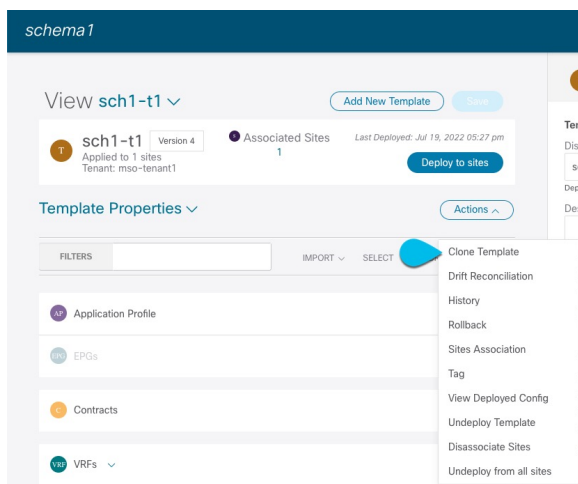 schema1
View sch1-t1
Add New Template
Save
T
sch1-t1
Version 4
Applied to 1 sites
Tenant: mso-tenant1
Associated Sites
1
Last Deployed: Jul 19, 2022 05:27 pm
Deploy to sites
Template Properties
Actions
FILTERS
IMPORT
SELECT
Clone Template
Drift Reconciliation
History
Rollback
Sites Association
Tag
View Deployed Config
Undeploy Template
Disassociate Sites
Undeploy from all sites
AP
Application Profile
EPG
EPGs
C
Contracts
VRF
VRFs